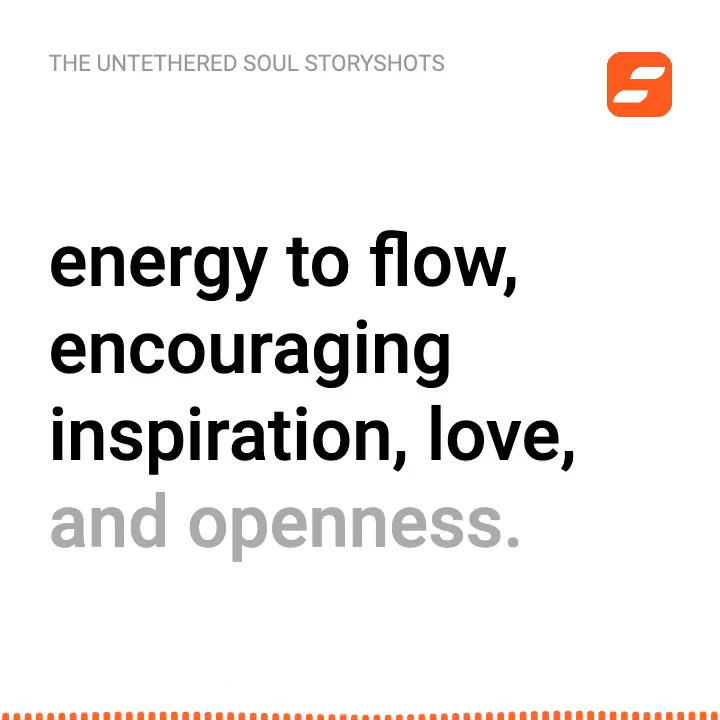 THE UNTETHERED SOUL STORYSHOTS
energy to flow,
encouraging
inspiration, love,
and openness.